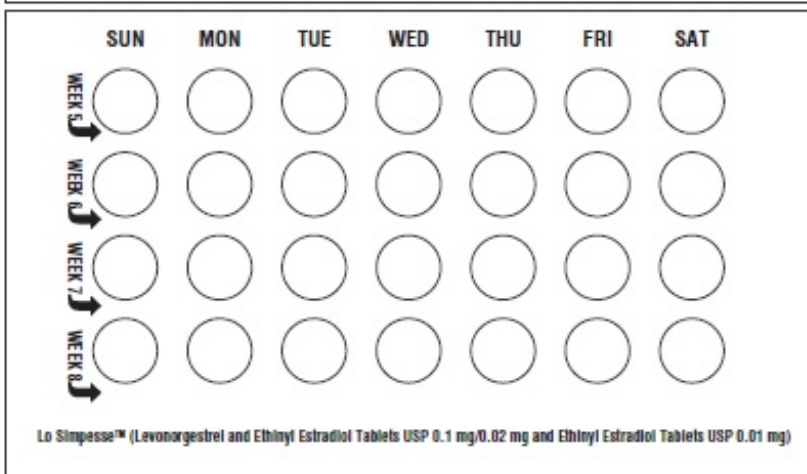 SUN MON TUE WED THU FRI SAT
WEEK 5
WEEK 6
WEEK 7
WEEK 8
Lo Simpesse™ (Levonorgestrel and Ethinyl Estradiol Tablets USP 0.1 mg/0.02 mg and Ethinyl Estradiol Tablets USP 0.01 mg)